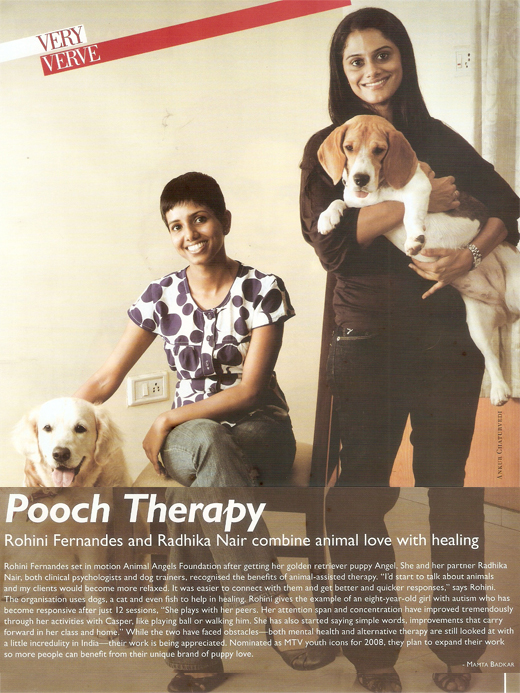 VERY
VERVE
ANKUR CHATURVEDI
Pooch Therapy
Rohini Fernandes and Radhika Nair combine animal love with healing
Rohini Fernandes set in motion Animal Angels Foundation after getting her golden retriever puppy Angel. She and her partner Radhika
Nair, both clinical psychologists and dog trainers, recognised the benefits of animal-assisted therapy. “I’d start to talk about animals
and my clients would become more relaxed. It was easier to connect with them and get better and quicker responses,” says Rohini.
The organisation uses dogs, a cat and even fish to help in healing. Rohini gives the example of an eight-year-old girl with autism who has
become responsive after just 12 sessions, “She plays with her peers. Her attention span and concentration have improved tremendously
through her activities with Casper, like playing ball or walking him. She has also started saying simple words, improvements that carry
forward in her class and home.” While the two have faced obstacles—both mental health and alternative therapy are still looked at with
a little incredulity in India—their work is being appreciated. Nominated as MTV youth icons for 2008, they plan to expand their work
so more people can benefit from their unique brand of puppy love.
- MAMTA BADKAR